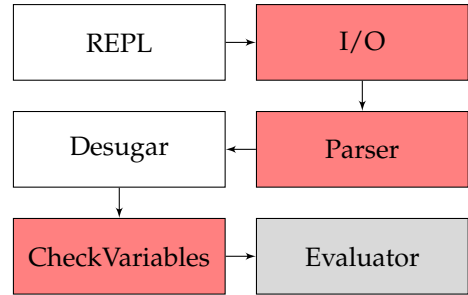 REPL
I/O
Desugar
Parser
CheckVariables
Evaluator